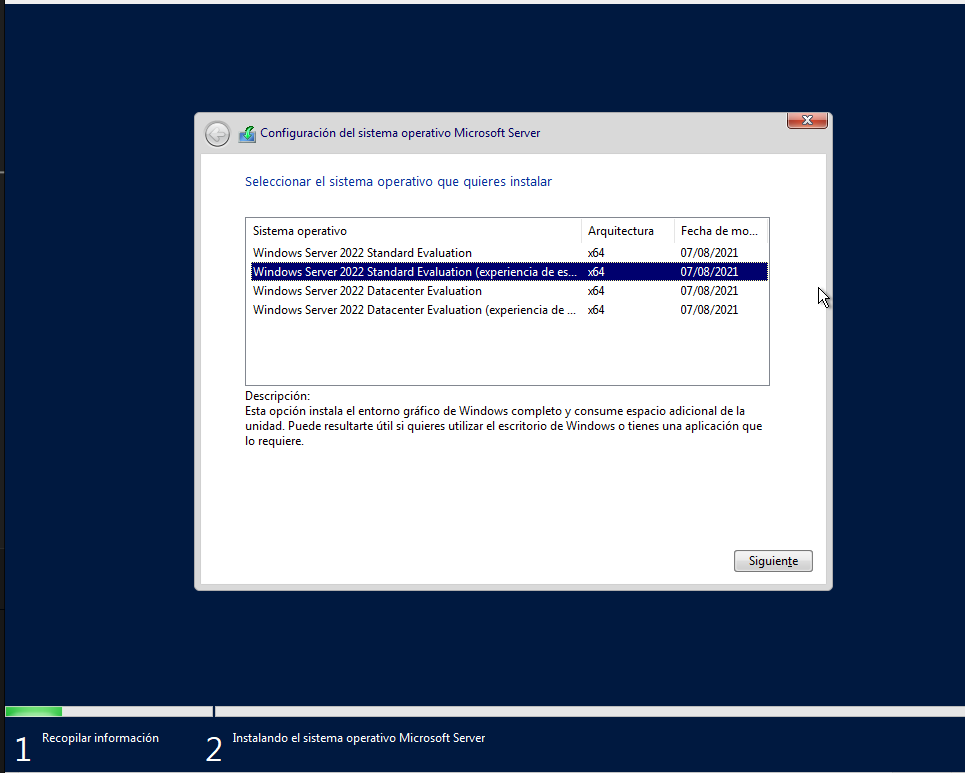 Configuración del sistema operativo Microsoft Server
Seleccionar el sistema operativo que quieres instalar
Sistema operativo Arquitectura Fecha de mo...
Windows Server 2022 Standard Evaluation x64 07/08/2021
Windows Server 2022 Standard Evaluation (experiencia de es... x64 07/08/2021
Windows Server 2022 Datacenter Evaluation x64 07/08/2021
Windows Server 2022 Datacenter Evaluation (experiencia de ... x64 07/08/2021
Descripción:
Esta opción instala el entorno gráfico de Windows completo y consume espacio adicional de la
unidad. Puede resultarte útil si quieres utilizar el escritorio de Windows o tienes una aplicación que
lo requiere.
Siguiente
1 Recopilar información 2 Instalando el sistema operativo Microsoft Server